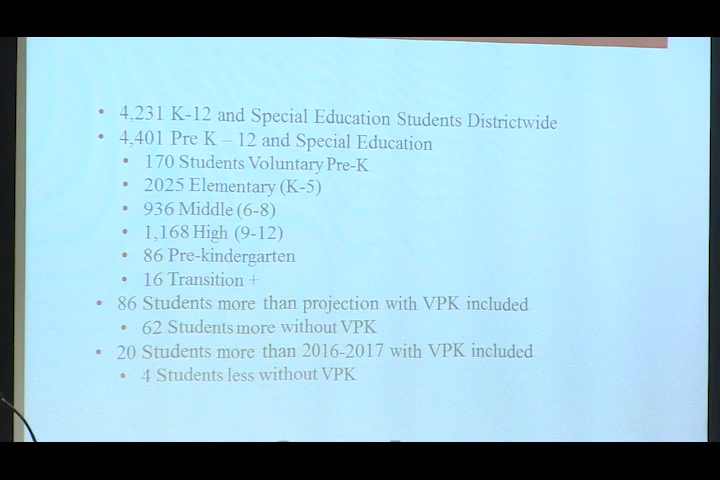 • 4,231 K-12 and Special Education Students Districtwide
• 4,401 Pre K – 12 and Special Education
• 170 Students Voluntary Pre-K
• 2025 Elementary (K-5)
• 936 Middle (6-8)
• 1,168 High (9-12)
• 86 Pre-kindergarten
• 16 Transition +
• 86 Students more than projection with VPK included
• 62 Students more without VPK
• 20 Students more than 2016-2017 with VPK included
• 4 Students less without VPK